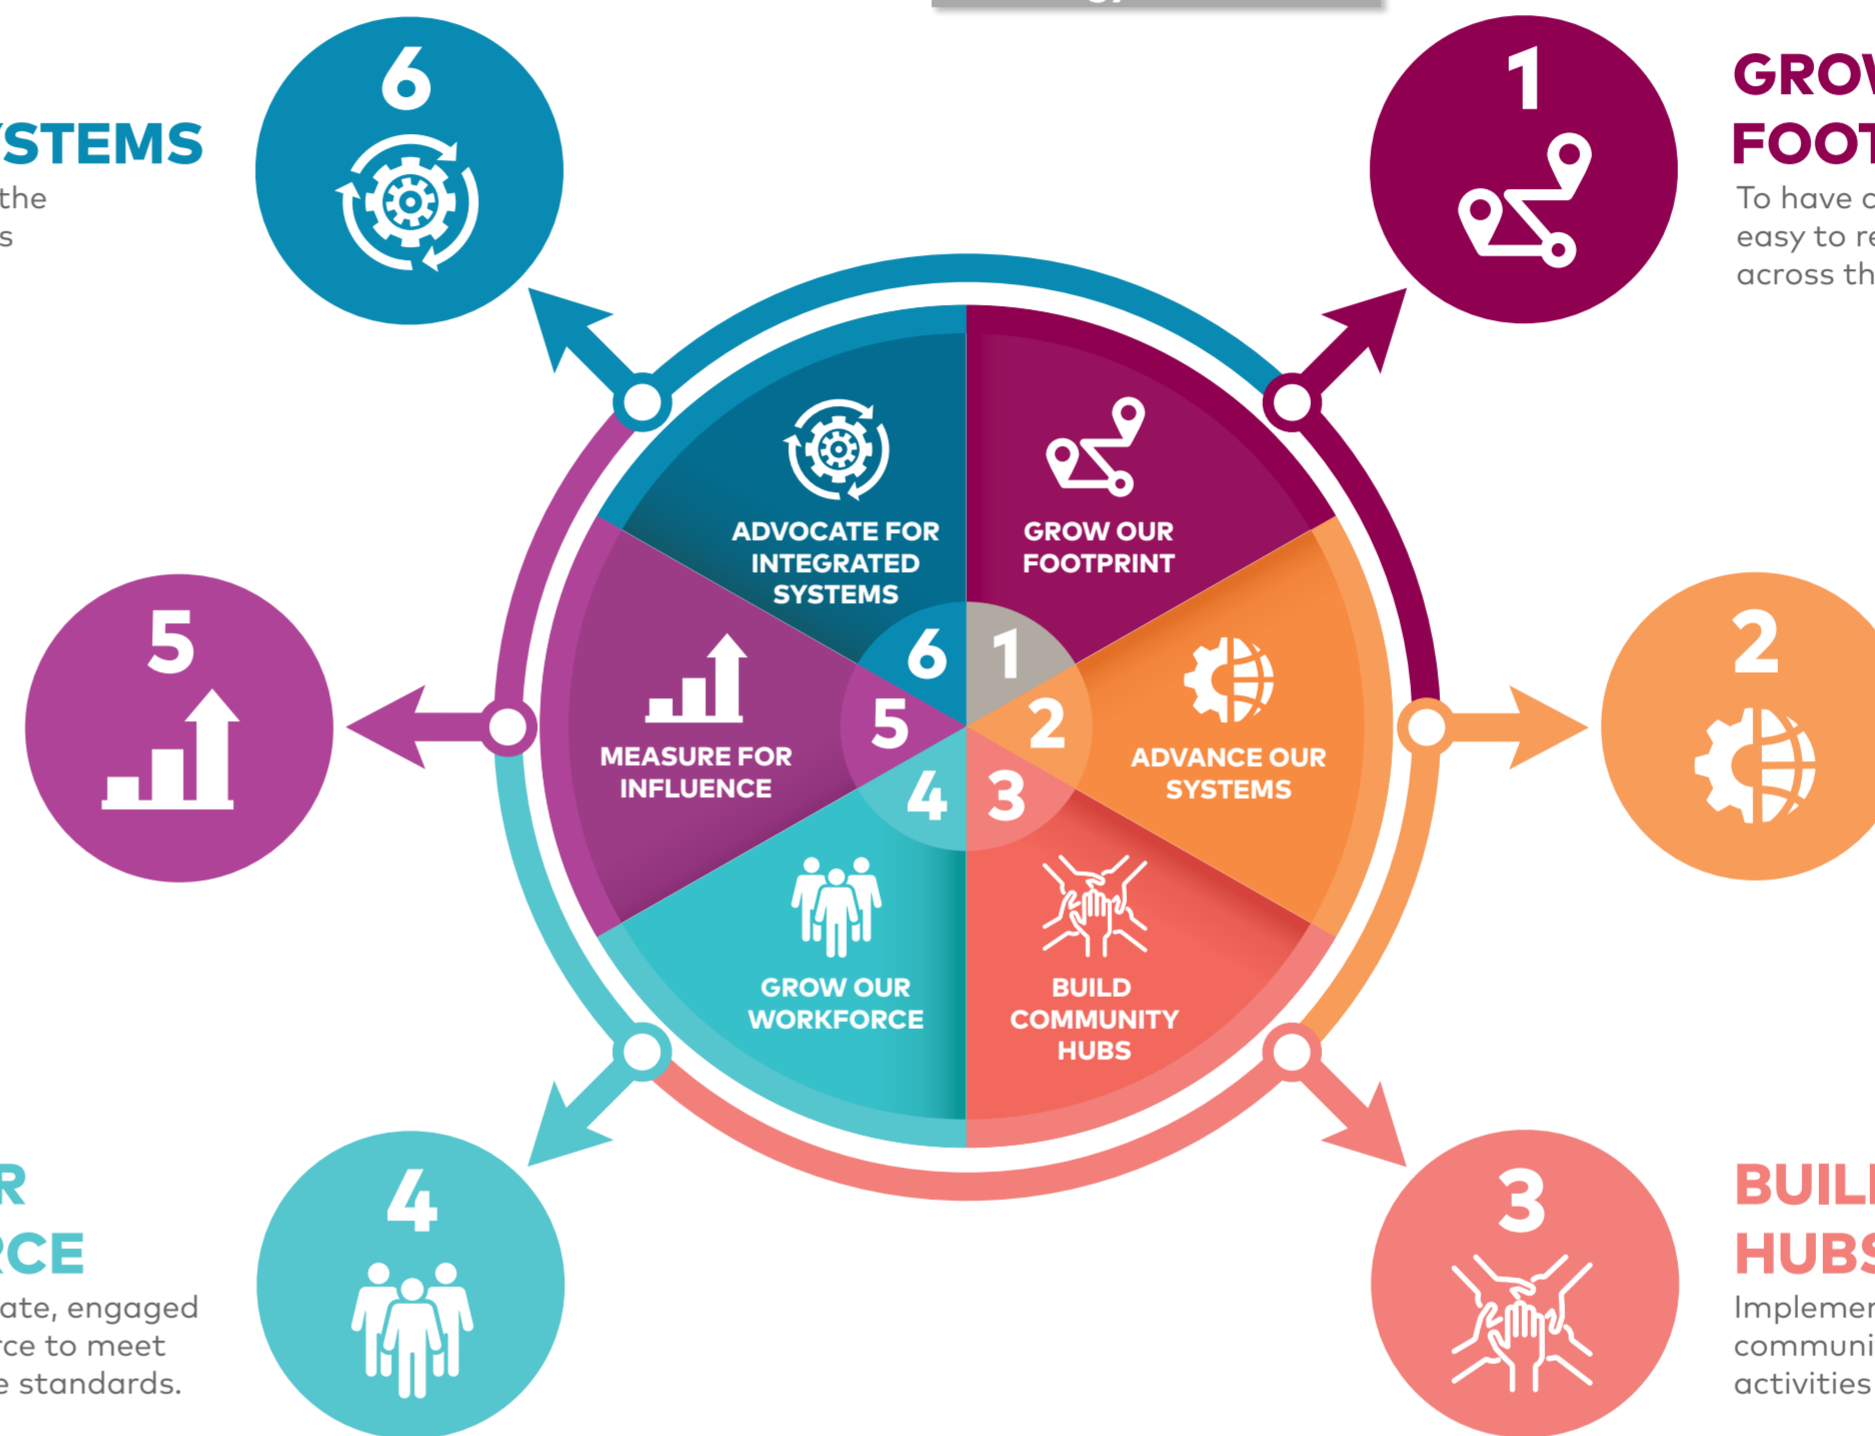 6
STEMS
the
s
1
GROW
FOOT
To have
easy to re
across th
ADVOCATE FOR
INTEGRATED
SYSTEMS
GROW OUR
FOOTPRINT
6
1
5
2
4
3
MEASURE FOR
INFLUENCE
ADVANCE OUR
SYSTEMS
GROW OUR
WORKFORCE
BUILD
COMMUNITY
HUBS
5
2
R
CE
ate, engaged
rce to meet
e standards.
4
3
BUIL
HUBS
Implemen
communi
activities